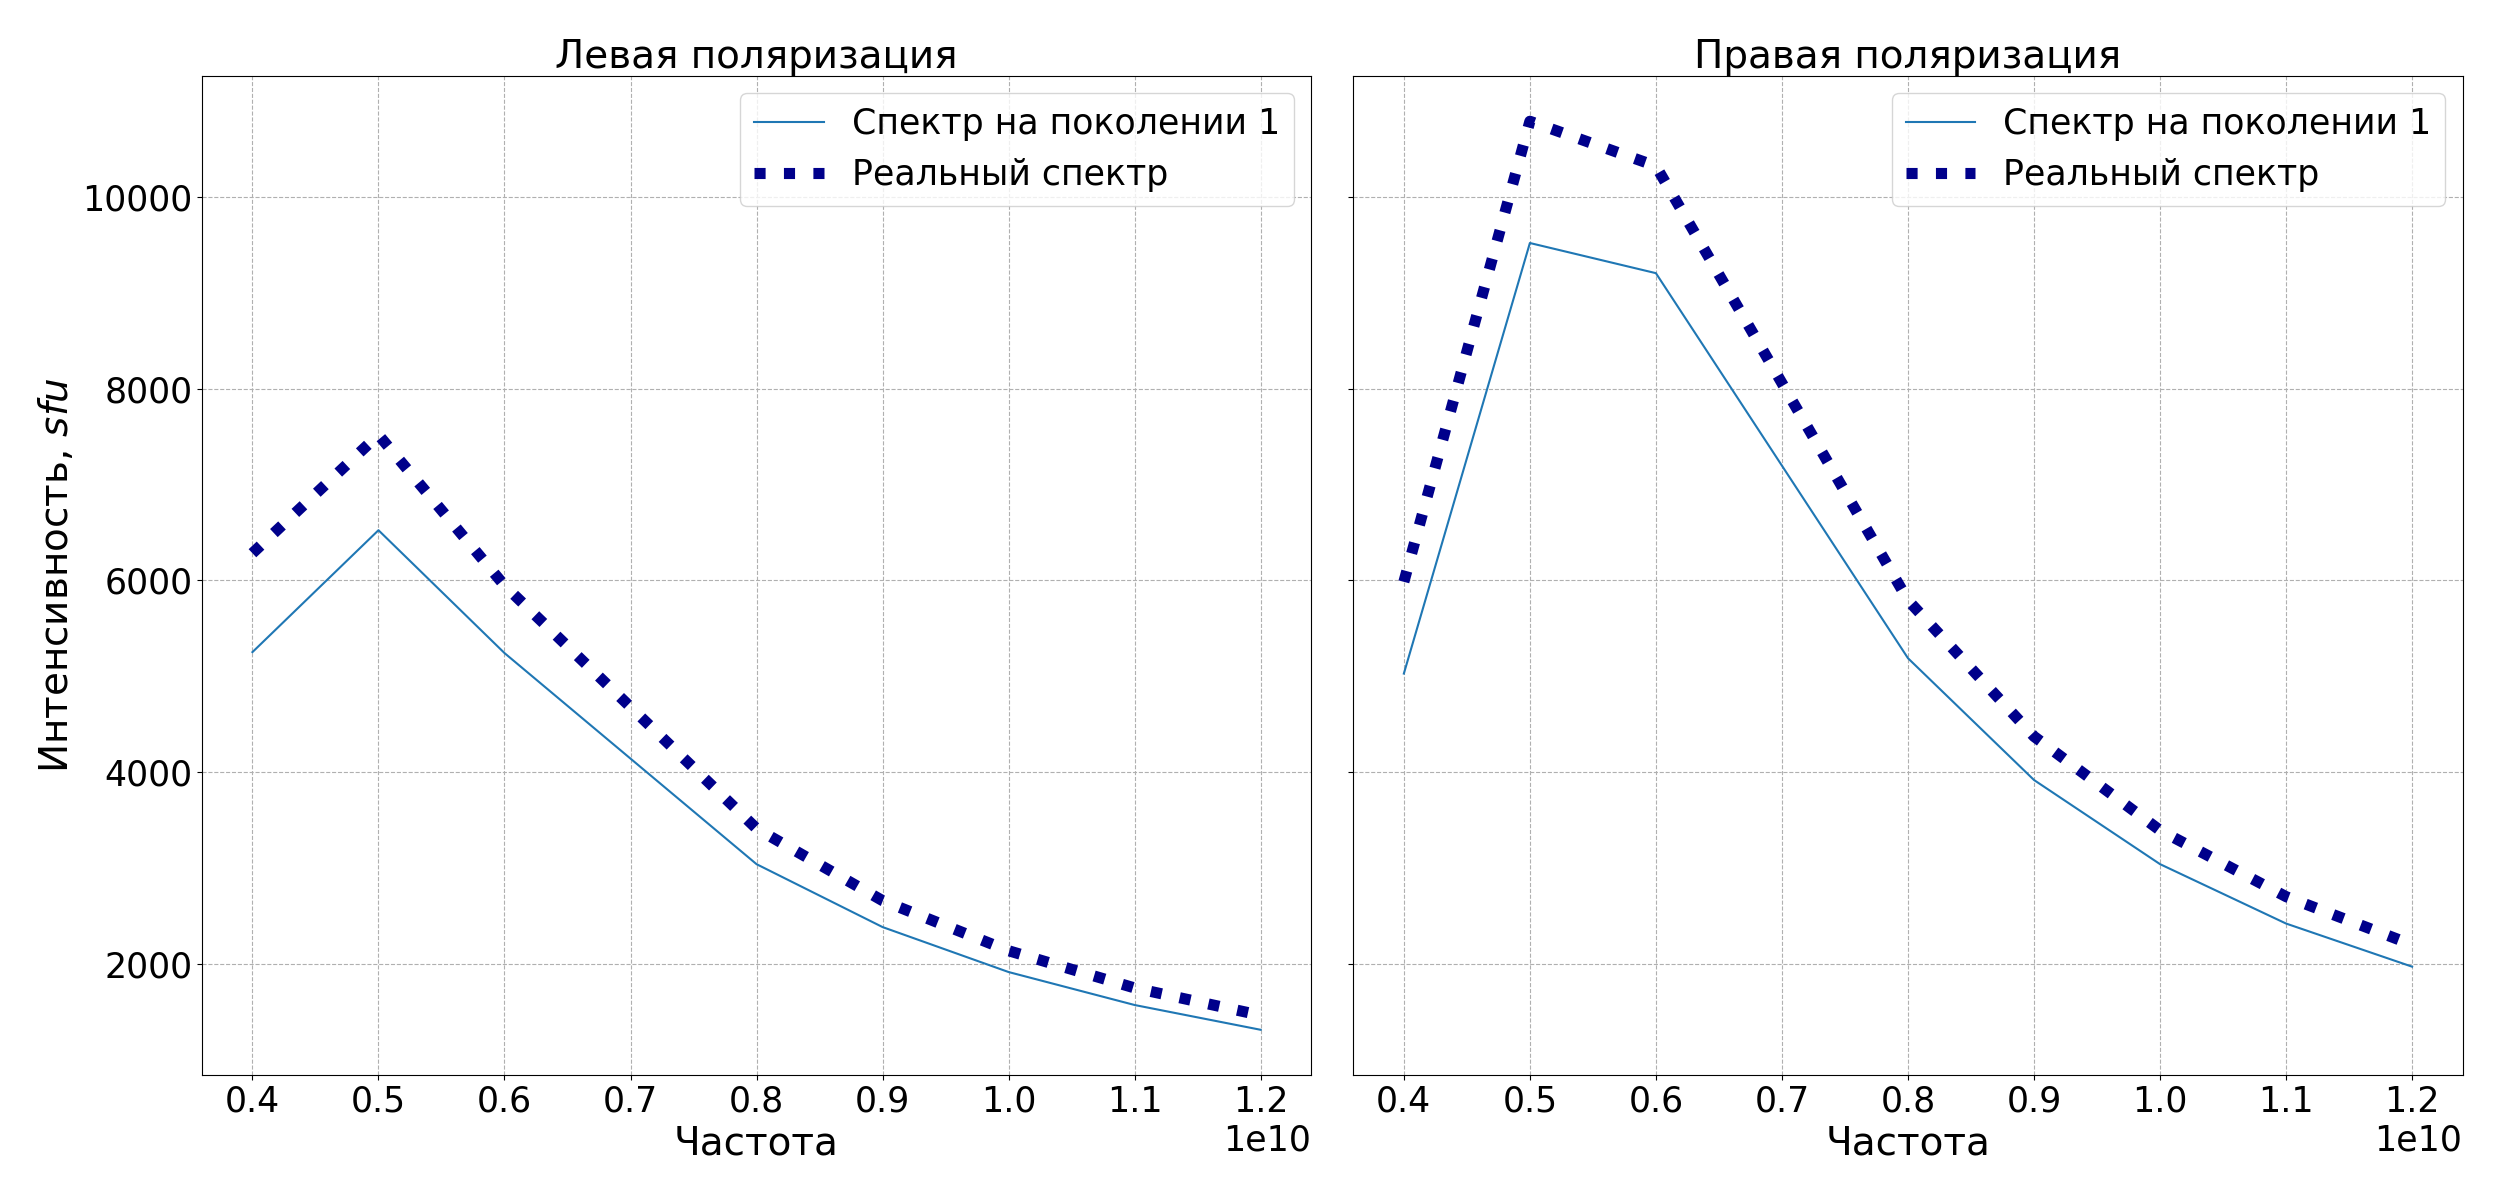 Левая поляризация
Спектр на поколении 1
Реальный спектр
Интенсивность, sfu
10000
8000
6000
4000
2000
0.4 0.5 0.6 0.7 0.8 0.9 1.0 1.1 1.2
1e10
Частота
Правая поляризация
Спектр на поколении 1
Реальный спектр
0.4 0.5 0.6 0.7 0.8 0.9 1.0 1.1 1.2
1e10
Частота